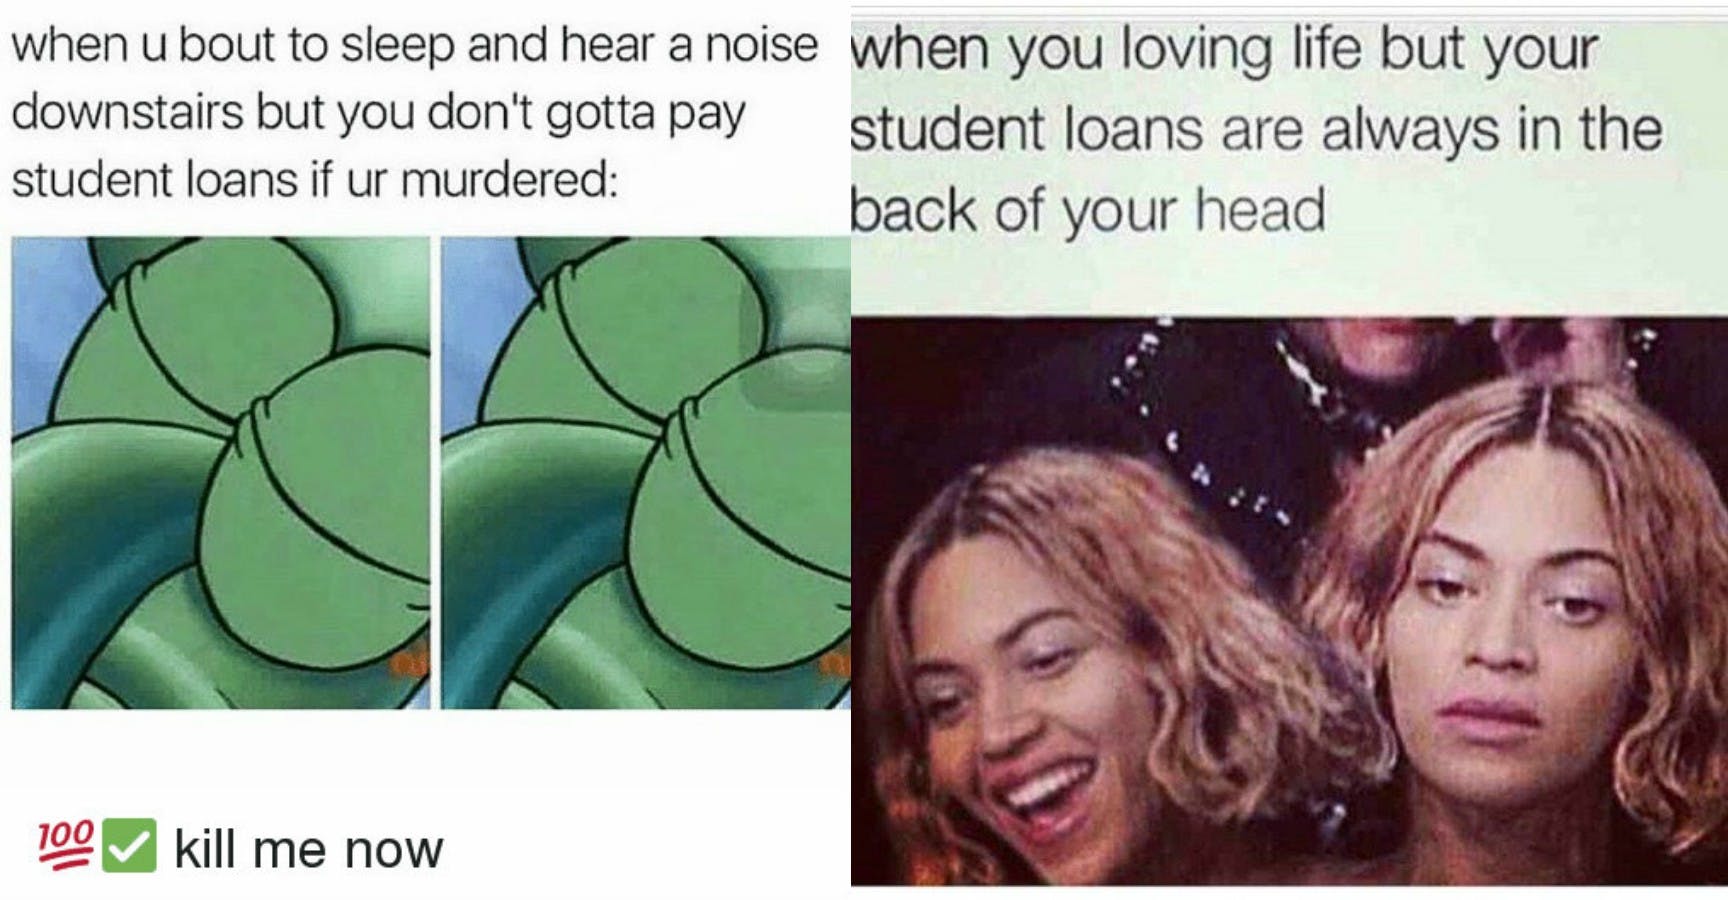 when u bout to sleep and hear a noise
downstairs but you don't gotta pay
student loans if ur murdered:
💯✅ kill me now
when you loving life but your
student loans are always in the
back of your head